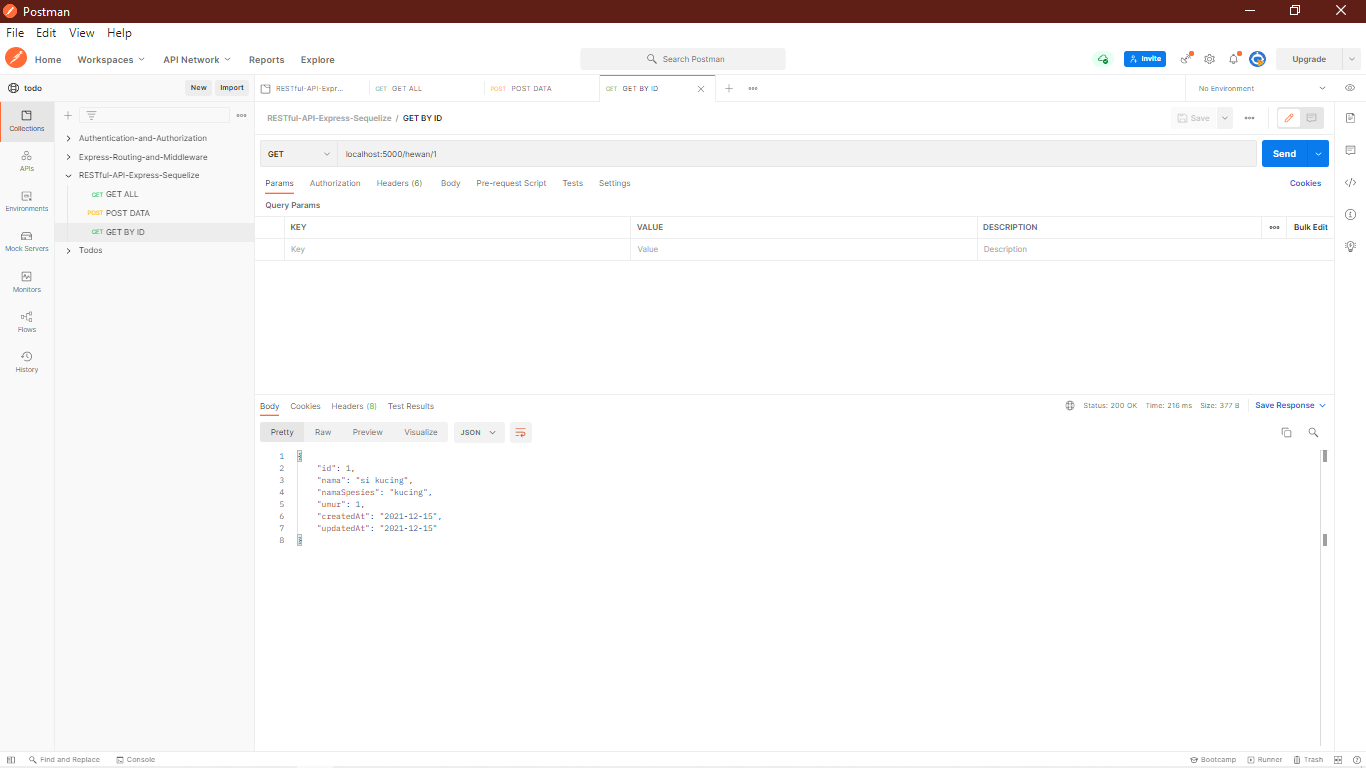 Postman
File Edit View Help
Home Workspaces API Network Reports Explore Search Postman Invite Upgrade
todo New Import
RESTful-API-Expr... GET GET ALL POST POST DATA GET GET BY ID No Environment
Collections
APIs
Environments
Mock Servers
Monitors
Flows
History
Authentication-and-Authorization
Express-Routing-and-Middleware
RESTful-API-Express-Sequelize
GET GET ALL
POST POST DATA
GET GET BY ID
Todos
RESTful-API-Express-Sequelize / GET BY ID Save
GET localhost:5000/hewan/1 Send
Params Authorization Headers (6) Body Pre-request Script Tests Settings Cookies
Query Params
KEY VALUE DESCRIPTION Bulk Edit
Key Value Description
Body Cookies Headers (8) Test Results Status: 200 OK Time: 216 ms Size: 377 B Save Response
Pretty Raw Preview Visualize JSON
1 {
2 "id": 1,
3 "nama": "si kucing",
4 "namaSpesies": "kucing",
5 "umur": 1,
6 "createdAt": "2021-12-15",
7 "updatedAt": "2021-12-15"
8 }
Find and Replace Console Bootcamp Runner Trash